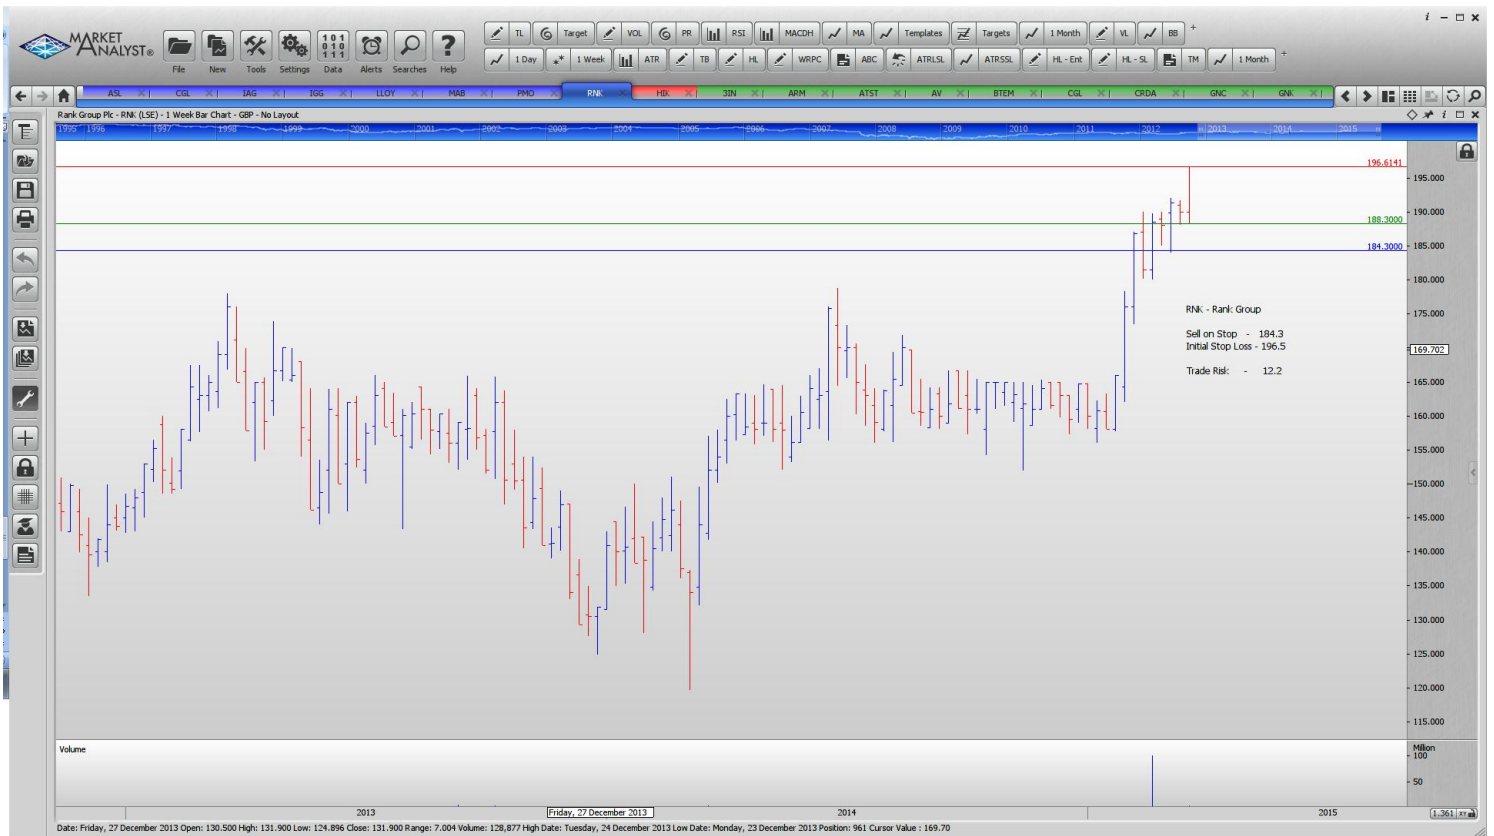 MARKET
ANALYST®
File
New
Tools
Settings
101
010
111
Data
Alerts
Searches
?
Help
TL
Target
VOL
PR
RSI
MACDH
MA
Templates
Targets
1 Month
VL
BB
+
1 Day
1 Week
ATR
TB
HL
WRPC
ABC
ATRLSL
ATRSSL
HL - Ent
HL - SL
TM
1 Month
+
ASL
CGL
IAG
IGG
LLOY
MAB
PMO
RNK
HIK
3IN
ARM
ATST
AV
BTEM
CGL
CRDA
GNC
GNK
Rank Group Plc - RNK (LSE) - 1 Week Bar Chart - GBP - No Layout
1995 1996 1997 1998 1999 2000 2001 2002 2003 2004 2005 2006 2007 2008 2009 2010 2011 2012 2013 2014 2015
196.6141
195.000
190.000
188.3000
185.000
184.3000
180.000
175.000
RNK - Rank Group
Sell on Stop - 184.3
Initial Stop Loss - 196.5
Trade Risk - 12.2
169.702
165.000
160.000
155.000
150.000
145.000
140.000
135.000
130.000
125.000
120.000
115.000
Volume
Million
100
50
2013
Friday, 27 December 2013
2014
2015
1.361 XY
Date: Friday, 27 December 2013 Open: 130.500 High: 131.900 Low: 124.896 Close: 131.900 Range: 7.004 Volume: 128,877 High Date: Tuesday, 24 December 2013 Low Date: Monday, 23 December 2013 Position: 961 Cursor Value : 169.70